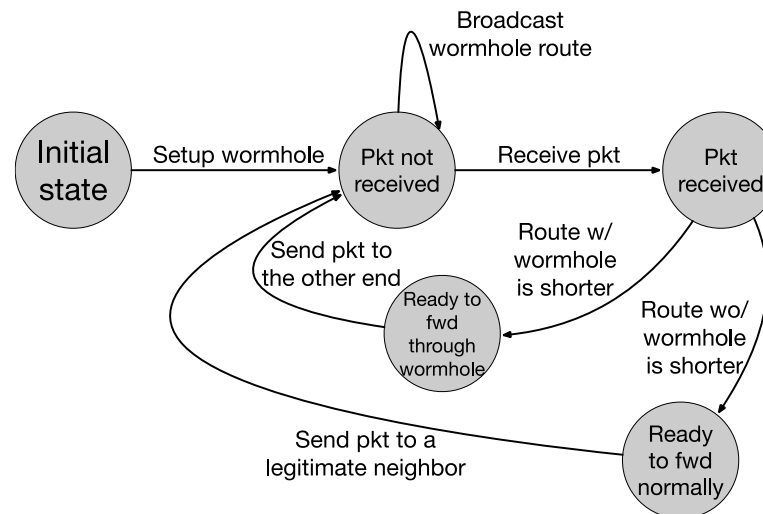 Broadcast
wormhole route
Initial
state
Setup wormhole
Pkt not
received
Receive pkt
Pkt
received
Send pkt to
the other end
Route w/
wormhole
is shorter
Ready to
fwd
through
wormhole
Route wo/
wormhole
is shorter
Send pkt to a
legitimate neighbor
Ready
to fwd
normally